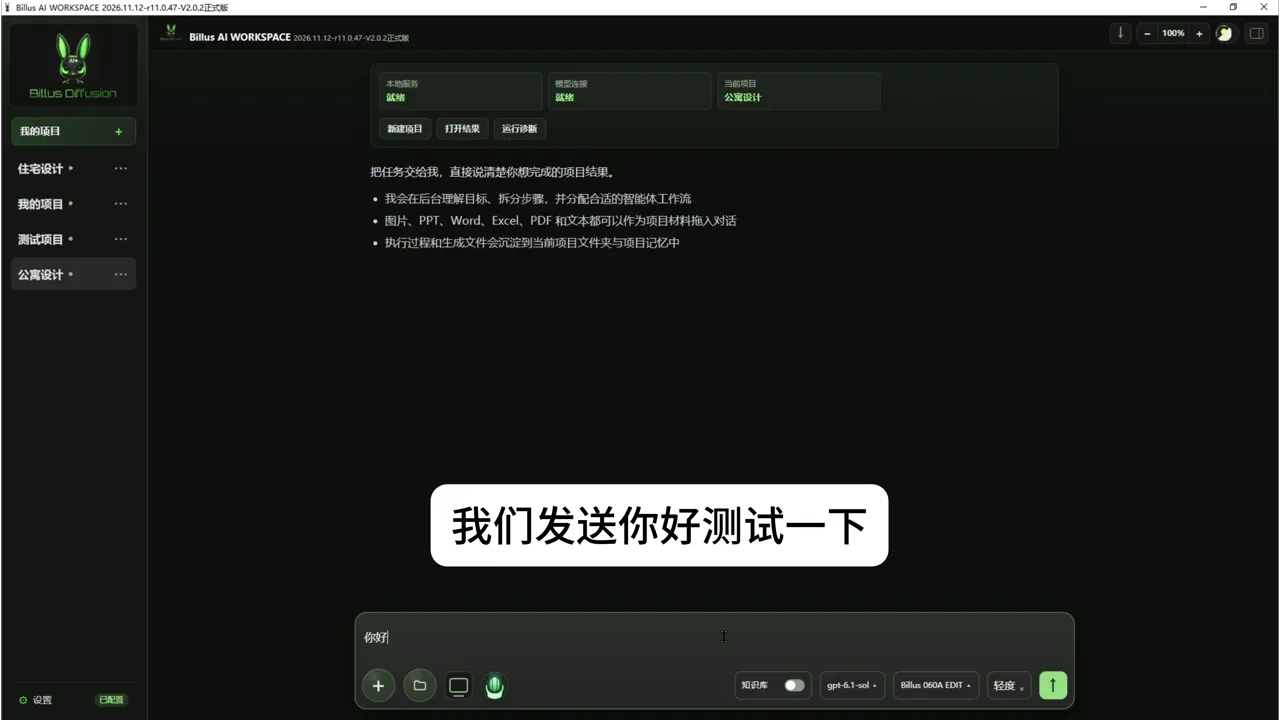 Billus AI WORKSPACE 2026.11.12-r11.0.47-V2.0.2正式版
Billus Diffusion
Billus AI WORKSPACE 2026.11.12-r11.0.47-V2.0.2正式版
100%
我的项目
住宅设计
我的项目
测试项目
公寓设计
本地服务
就绪
模型连接
就绪
当前项目
公寓设计
新建项目
打开结果
运行诊断
把任务交给我，直接说清楚你想完成的项目结果。
• 我会在后台理解目标、拆分步骤，并分配合适的智能体工作流
• 图片、PPT、Word、Excel、PDF 和文本都可以作为项目材料拖入对话
• 执行过程和生成文件会沉淀到当前项目文件夹与项目记忆中
我们发送你好测试一下
你好
知识库
gpt-6.1-sol
Billus 060A EDIT
轻度
设置
已配置